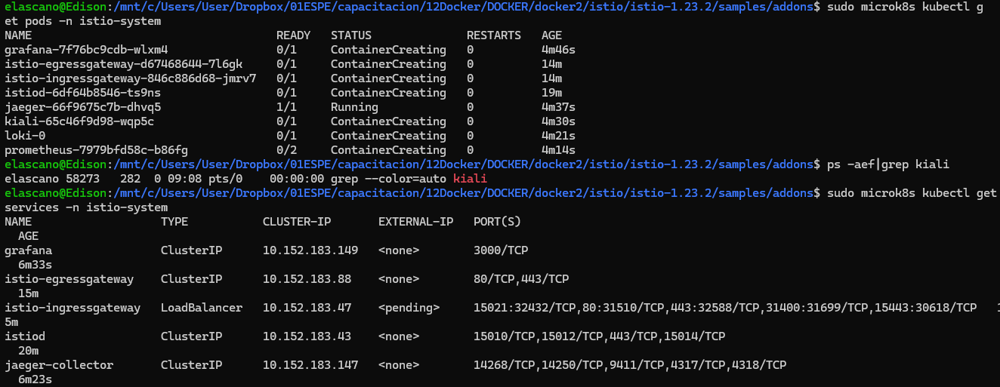 elascano@Edison:/mnt/c/Users/User/Dropbox/01ESPE/capacitacion/12Docker/DOCKER/docker2/istio/istio-1.23.2/samples/addons$ sudo microk8s kubectl g
et pods -n istio-system
NAME READY STATUS RESTARTS AGE
grafana-7f76bc9cdb-wlxm4 0/1 ContainerCreating 0 4m46s
istio-egressgateway-d67468644-7l6gk 0/1 ContainerCreating 0 14m
istio-ingressgateway-846c886d68-jmrv7 0/1 ContainerCreating 0 14m
istiod-6df64b8546-ts9ns 0/1 ContainerCreating 0 19m
jaeger-66f9675c7b-dhvq5 1/1 Running 0 4m37s
kiali-65c46f9d98-wqp5c 0/1 ContainerCreating 0 4m30s
loki-0 0/1 ContainerCreating 0 4m21s
prometheus-7979bfd58c-b86fg 0/2 ContainerCreating 0 4m14s
elascano@Edison:/mnt/c/Users/User/Dropbox/01ESPE/capacitacion/12Docker/DOCKER/docker2/istio/istio-1.23.2/samples/addons$ ps -aef|grep kiali
elascano 58273 282 0 09:08 pts/0 00:00:00 grep --color=auto kiali
elascano@Edison:/mnt/c/Users/User/Dropbox/01ESPE/capacitacion/12Docker/DOCKER/docker2/istio/istio-1.23.2/samples/addons$ sudo microk8s kubectl get
services -n istio-system
NAME TYPE CLUSTER-IP EXTERNAL-IP PORT(S)
AGE
grafana ClusterIP 10.152.183.149 <none> 3000/TCP
6m33s
istio-egressgateway ClusterIP 10.152.183.88 <none> 80/TCP,443/TCP
15m
istio-ingressgateway LoadBalancer 10.152.183.47 <pending> 15021:32432/TCP,80:31510/TCP,443:32588/TCP,31400:31699/TCP,15443:30618/TCP 1
5m
istiod ClusterIP 10.152.183.43 <none> 15010/TCP,15012/TCP,443/TCP,15014/TCP
20m
jaeger-collector ClusterIP 10.152.183.147 <none> 14268/TCP,14250/TCP,9411/TCP,4317/TCP,4318/TCP
6m23s